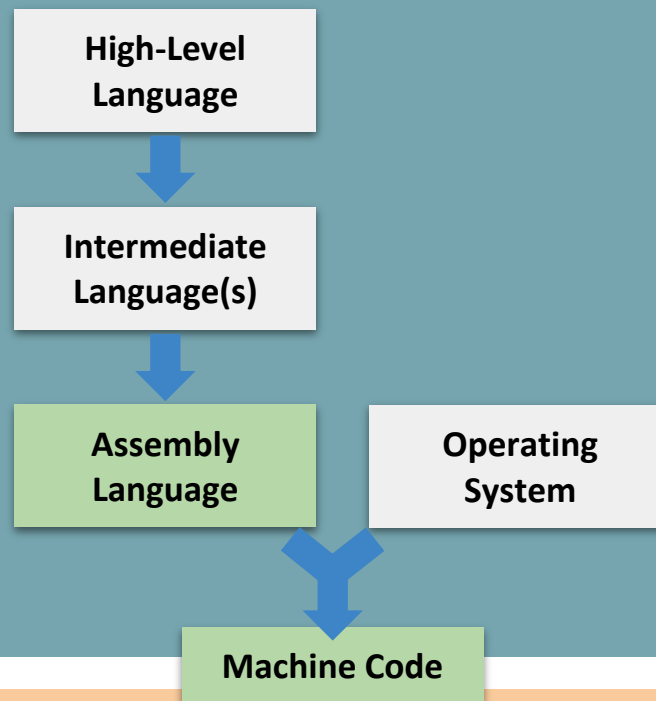 High-Level
Language
Intermediate
Language(s)
Assembly
Language
Operating
System
Machine Code